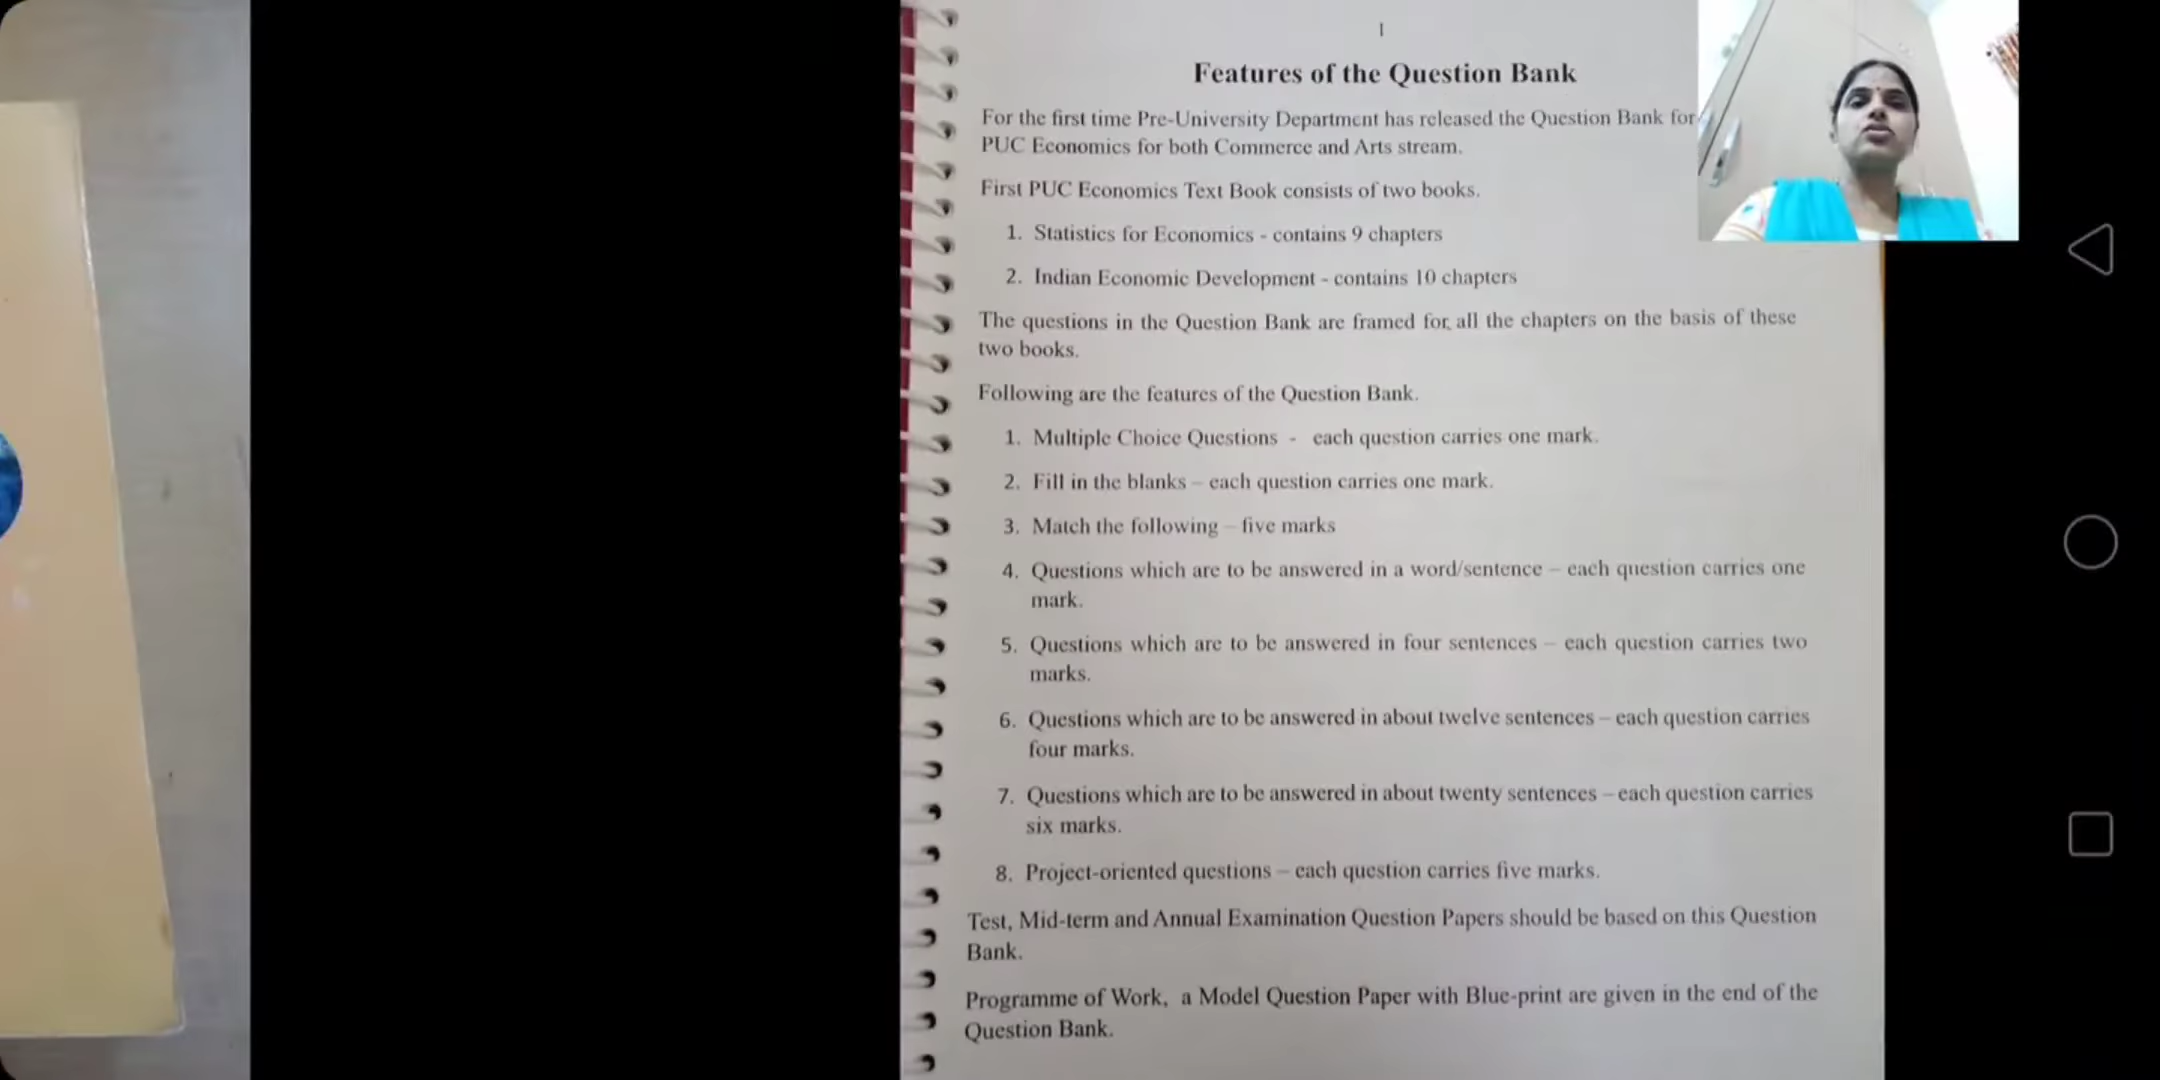 I
Features of the Question Bank
For the first time Pre-University Department has released the Question Bank for
PUC Economics for both Commerce and Arts stream.
First PUC Economics Text Book consists of two books.
1. Statistics for Economics - contains 9 chapters
2. Indian Economic Development - contains 10 chapters
The questions in the Question Bank are framed for all the chapters on the basis of these
two books.
Following are the features of the Question Bank.
1. Multiple Choice Questions - each question carries one mark.
2. Fill in the blanks – each question carries one mark.
3. Match the following – five marks
4. Questions which are to be answered in a word/sentence – each question carries one
mark.
5. Questions which are to be answered in four sentences – each question carries two
marks.
6. Questions which are to be answered in about twelve sentences – each question carries
four marks.
7. Questions which are to be answered in about twenty sentences – each question carries
six marks.
8. Project-oriented questions – each question carries five marks.
Test, Mid-term and Annual Examination Question Papers should be based on this Question
Bank.
Programme of Work, a Model Question Paper with Blue-print are given in the end of the
Question Bank.